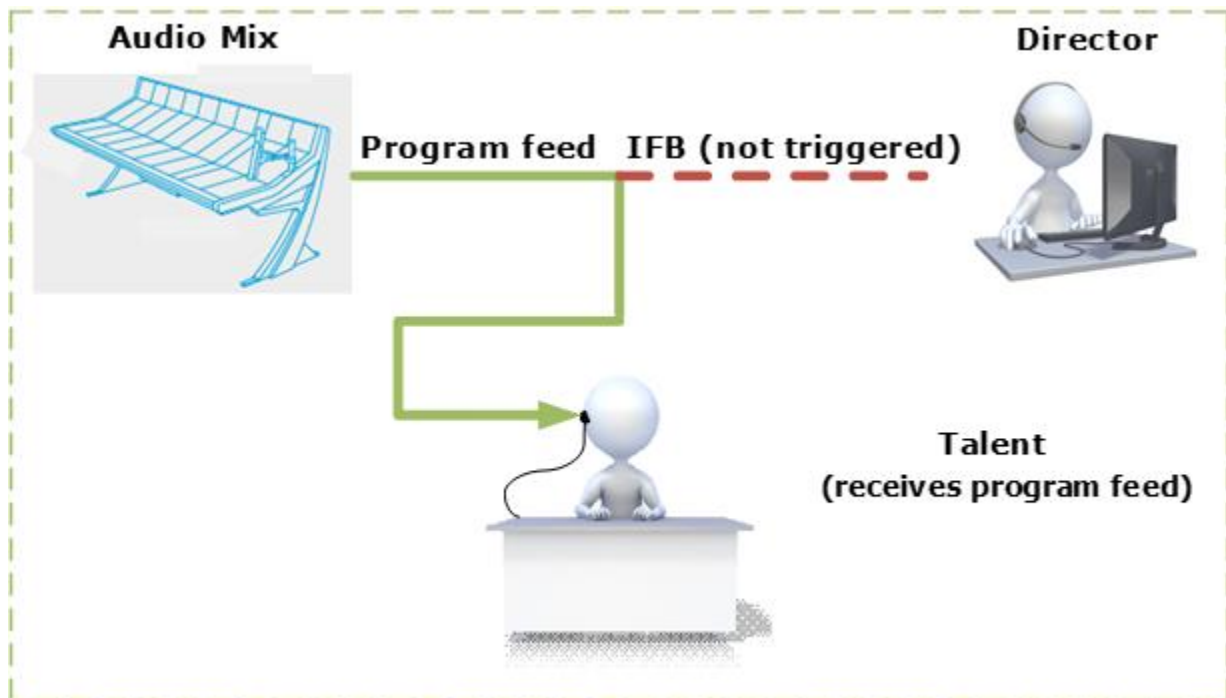 Audio Mix
Director
Program feed
IFB (not triggered)
Talent
(receives program feed)